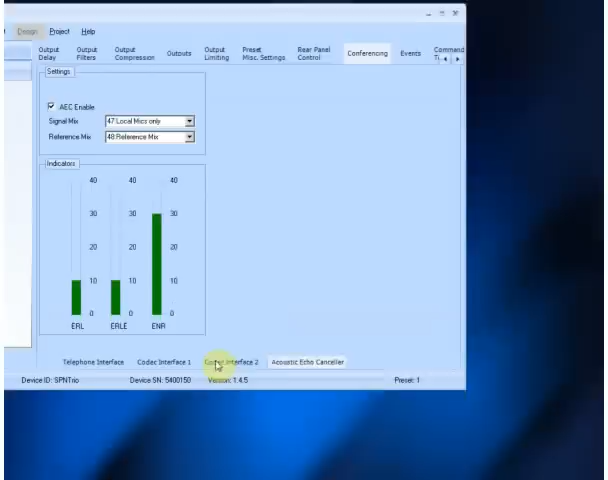 Design Project Help
Output Delay Output Filters Output Compression Outputs Output Limiting Preset Misc. Settings Rear Panel Control Conferencing Events Command
Settings
AEC Enable
Signal Mix 47:Local Mics only
Reference Mix 48:Reference Mix
Indicators
40 40 40
30 30 30
20 20 20
10 10 10
0 0 0
ERL ERLE ENR
Telephone Interface Codec Interface 1 Codec Interface 2 Acoustic Echo Canceller
Device ID: SPNTrio Device SN: 5400150 Version: 1.4.5 Preset: 1